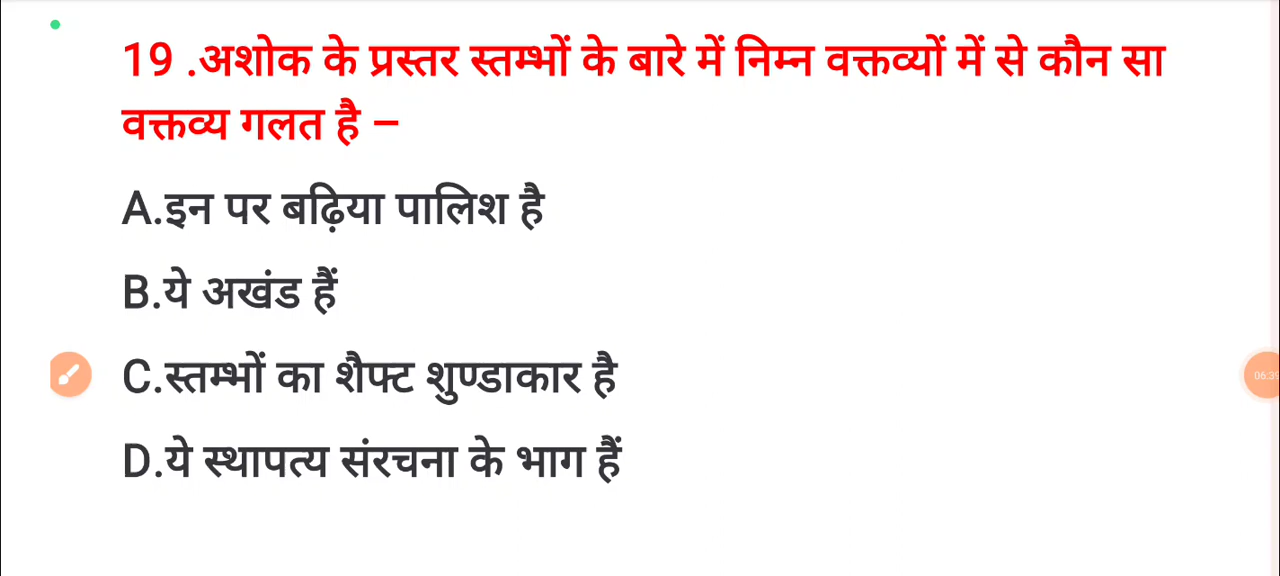 19 .अशोक के प्रस्तर स्तम्भों के बारे में निम्न वक्तव्यों में से कौन सा
वक्तव्य गलत है –
A.इन पर बढ़िया पालिश है
B.ये अखंड हैं
C.स्तम्भों का शैफ्ट शुण्डाकार है
D.ये स्थापत्य संरचना के भाग हैं